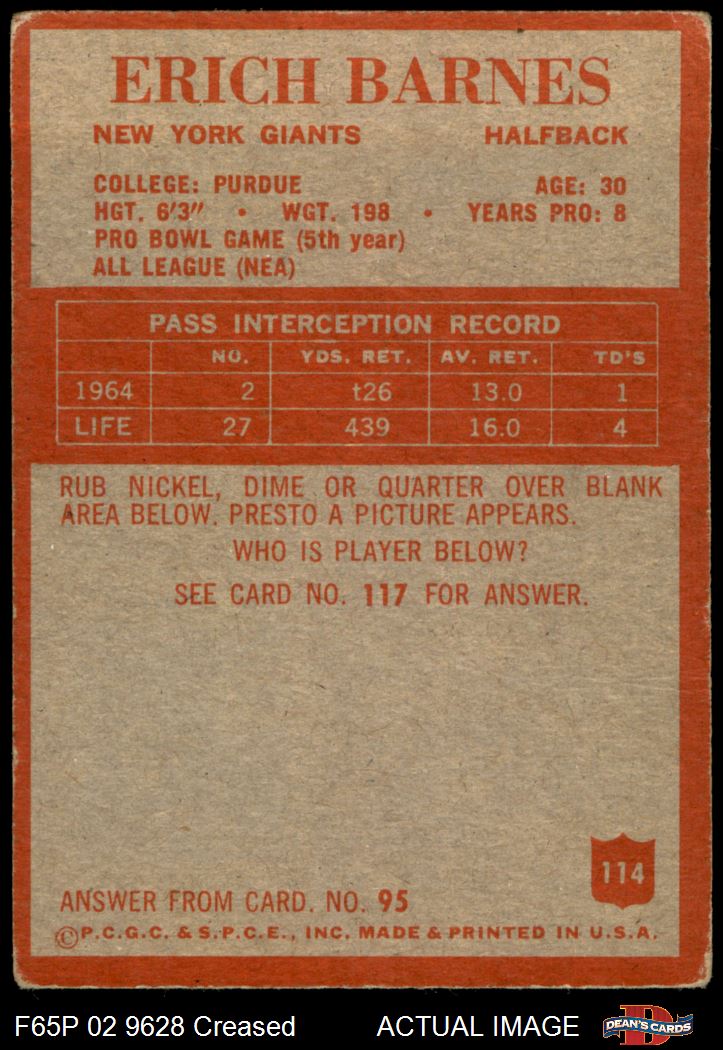 ERICH BARNES
NEW YORK GIANTS HALFBACK
COLLEGE: PURDUE AGE: 30
HGT. 6'3" • WGT. 198 • YEARS PRO: 8
PRO BOWL GAME (5th year)
ALL LEAGUE (NEA)
PASS INTERCEPTION RECORD
NO. YDS. RET. AV. RET. TD'S
1964 2 t26 13.0 1
LIFE 27 439 16.0 4
RUB NICKEL, DIME OR QUARTER OVER BLANK
AREA BELOW. PRESTO A PICTURE APPEARS.
WHO IS PLAYER BELOW?
SEE CARD NO. 117 FOR ANSWER.
114
ANSWER FROM CARD. NO. 95
©P.C.G.C. & S.P.C.E., INC. MADE & PRINTED IN U.S.A.
F65P 02 9628 Creased ACTUAL IMAGE
D
DEAN'S CARDS